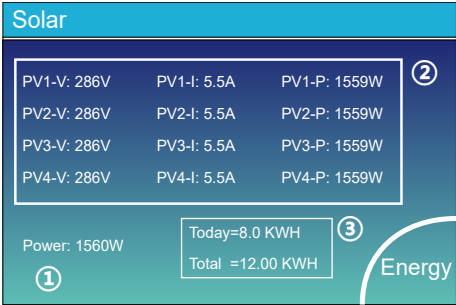 Solar
PV1-V: 286V PV1-I: 5.5A PV1-P: 1559W
PV2-V: 286V PV2-I: 5.5A PV2-P: 1559W
PV3-V: 286V PV3-I: 5.5A PV3-P: 1559W
PV4-V: 286V PV4-I: 5.5A PV4-P: 1559W
②
Power: 1560W
①
Today=8.0 KWH
Total =12.00 KWH
③
Energy